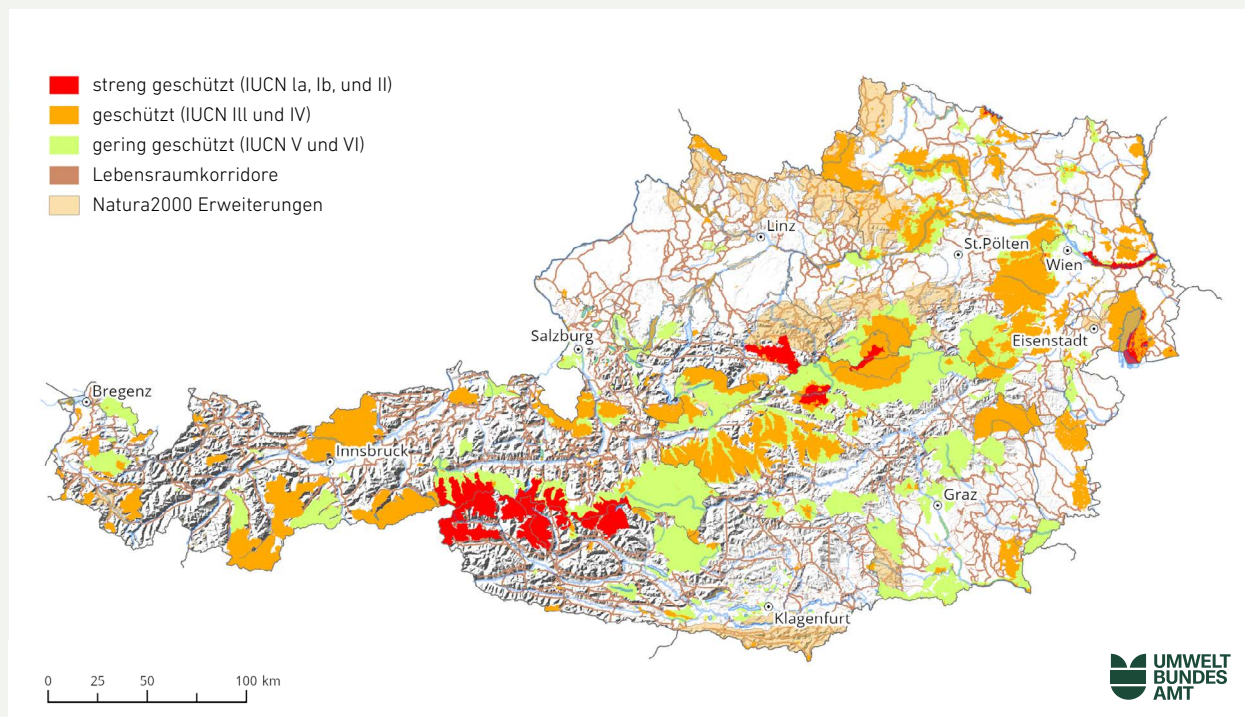 streng geschützt (IUCN la, Ib, und II)
geschützt (IUCN III und IV)
gering geschützt (IUCN V und VI)
Lebensraumkorridore
Natura2000 Erweiterungen
Linz
St.Pölten
Wien
Salzburg
Eisenstadt
Bregenz
Innsbruck
Graz
Klagenfurt
0 25 50 100 km
UMWELT
BUNDES
AMT